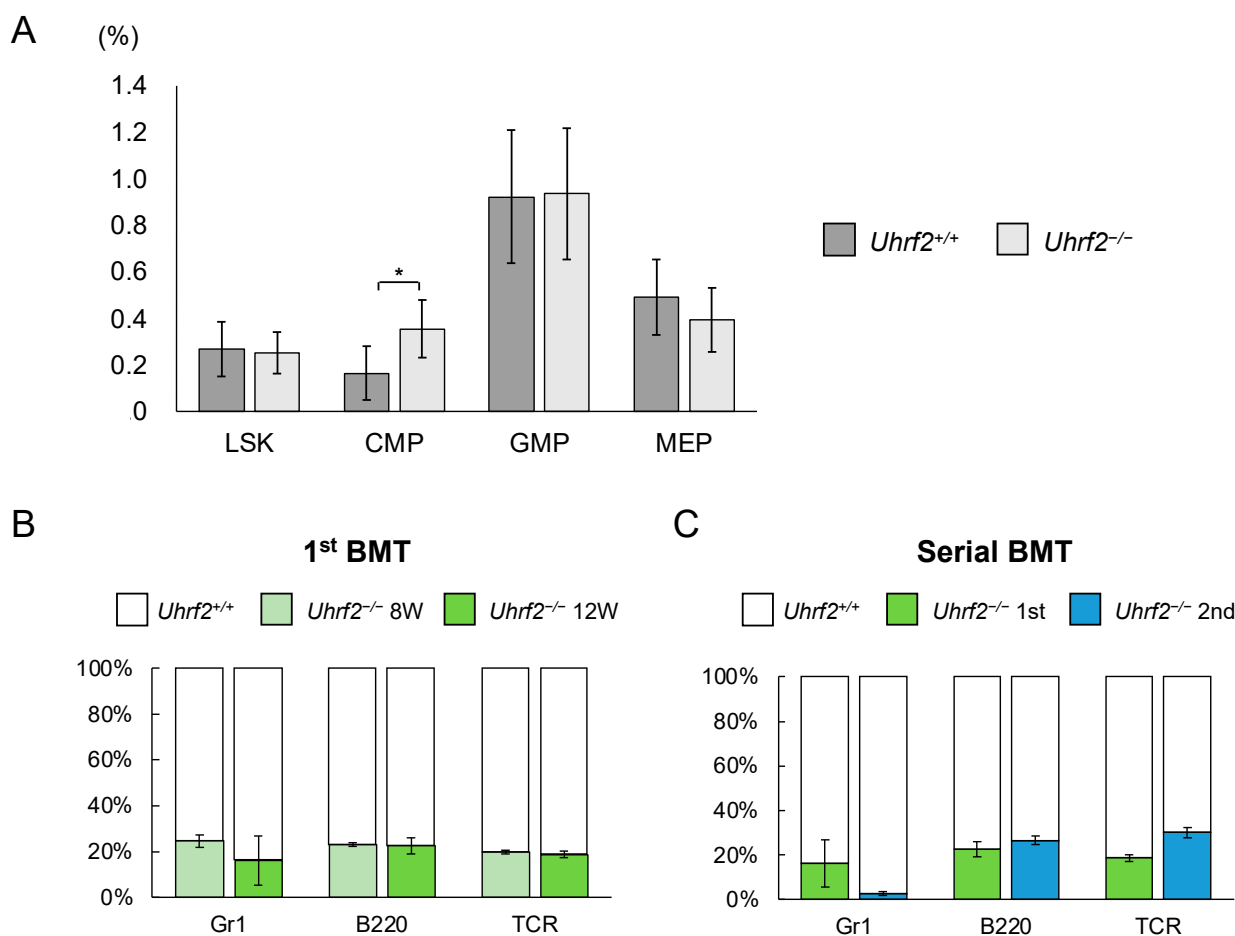 A
(%)
1.4
1.2
1.0
0.8
0.6
0.4
0.2
.0
*
LSK CMP GMP MEP
Uhrf2+/+ Uhrf2−/−
B
1st BMT
Uhrf2+/+ Uhrf2−/− 8W Uhrf2−/− 12W
100%
80%
60%
40%
20%
0%
Gr1 B220 TCR
C
Serial BMT
Uhrf2+/+ Uhrf2−/− 1st Uhrf2−/− 2nd
100%
80%
60%
40%
20%
0%
Gr1 B220 TCR